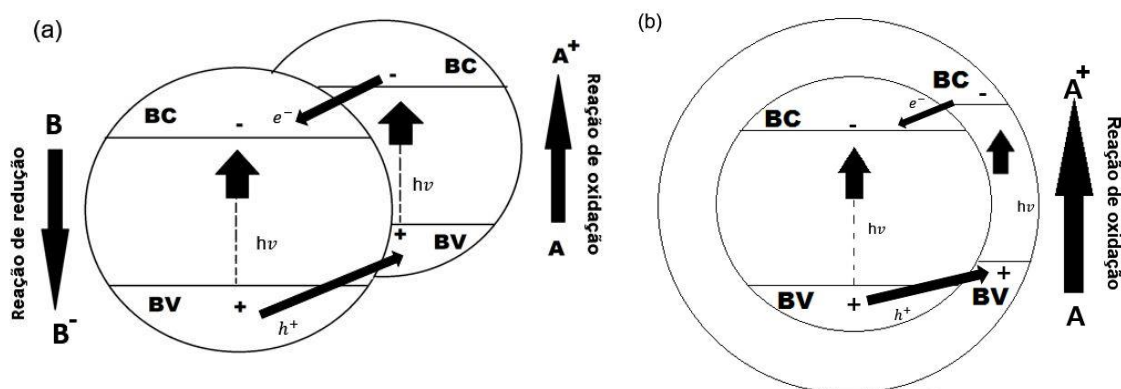 (a)
BC
-
e⁻
BC
-
hν
hν
+
BV
BV
+
h⁺
B
Reação de redução
B⁻
A⁺
Reação de oxidação
A
(b)
BC
-
e⁻
BC
-
hν
hν
+
BV
BV
+
h⁺
A⁺
Reação de oxidação
A